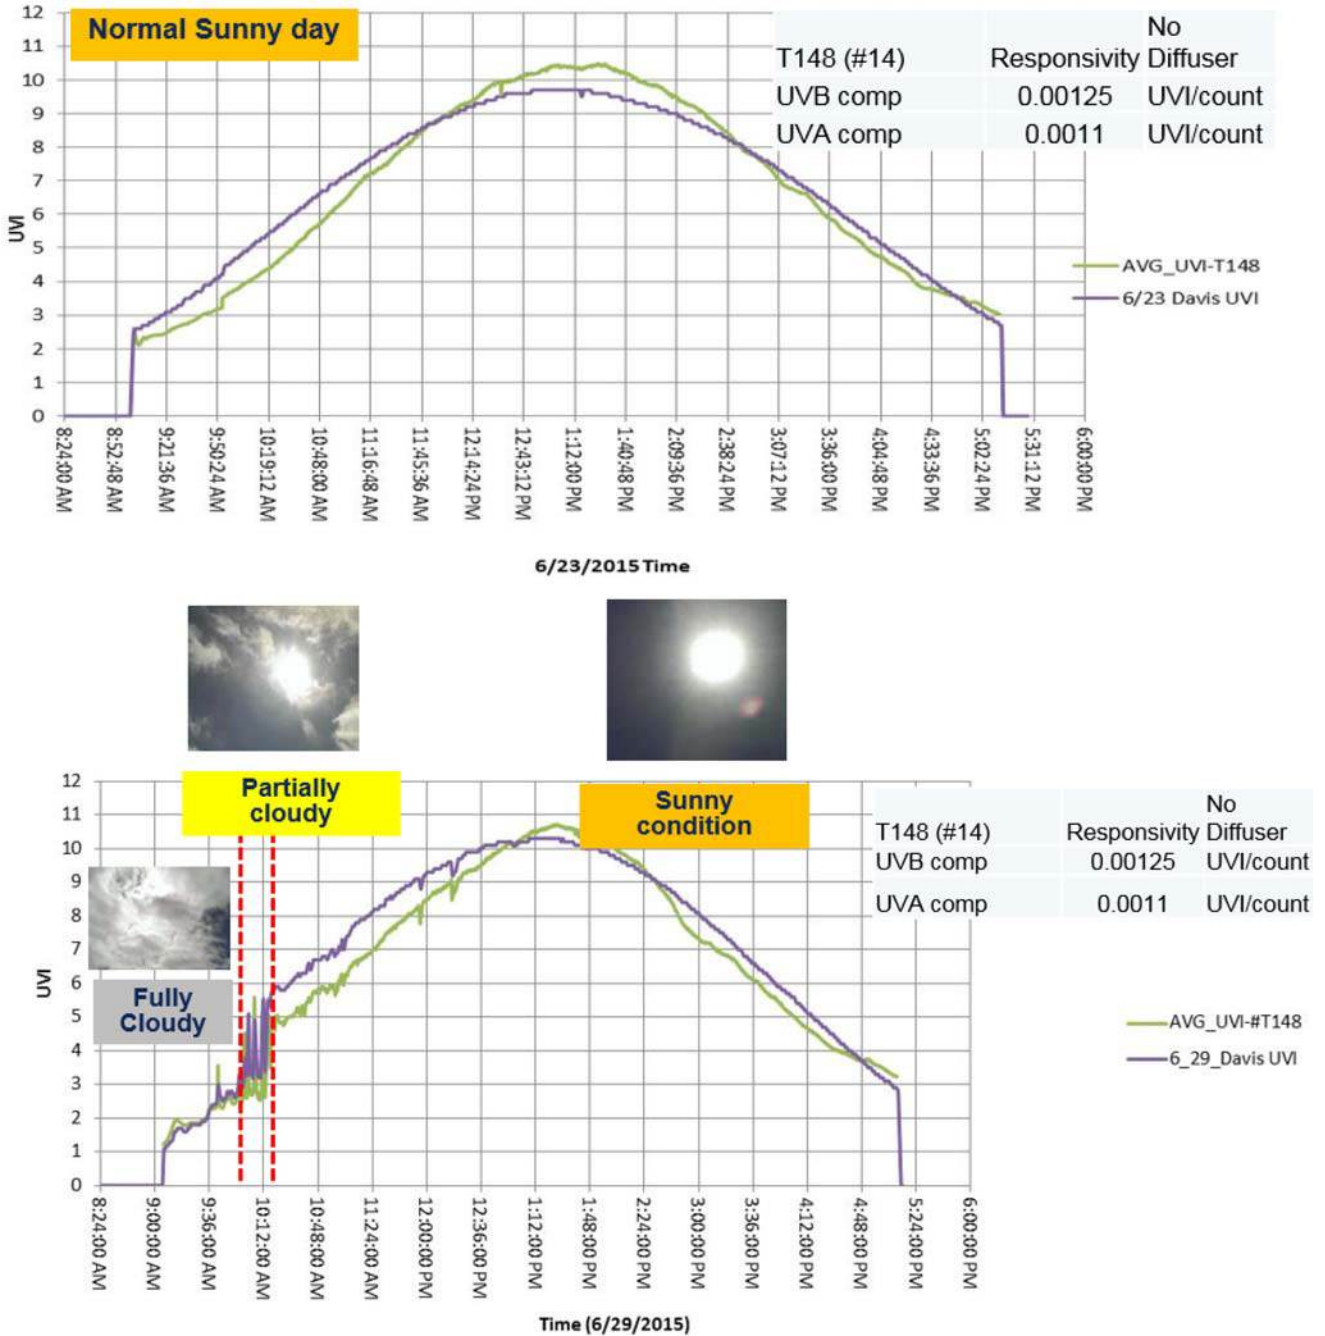 Normal Sunny day
No
T148 (#14) Responsivity Diffuser
UVB comp 0.00125 UVI/count
UVA comp 0.0011 UVI/count
12
11
10
9
8
7
6
5
4
3
2
1
0
UVI
AVG_UVI-T148
6/23 Davis UVI
8:24:00 AM
8:52:48 AM
9:21:36 AM
9:50:24 AM
10:19:12 AM
10:48:00 AM
11:16:48 AM
11:45:36 AM
12:14:24 PM
12:43:12 PM
1:12:00 PM
1:40:48 PM
2:09:36 PM
2:38:24 PM
3:07:12 PM
3:36:00 PM
4:04:48 PM
4:33:36 PM
5:02:24 PM
5:31:12 PM
6:00:00 PM
6/23/2015 Time
Partially
cloudy
Sunny
condition
No
T148 (#14) Responsivity Diffuser
UVB comp 0.00125 UVI/count
UVA comp 0.0011 UVI/count
Fully
Cloudy
12
11
10
9
8
7
6
5
4
3
2
1
0
UVI
AVG_UVI-#T148
6_29_Davis UVI
8:24:00 AM
9:00:00 AM
9:36:00 AM
10:12:00 AM
10:48:00 AM
11:24:00 AM
12:00:00 PM
12:36:00 PM
1:12:00 PM
1:48:00 PM
2:24:00 PM
3:00:00 PM
3:36:00 PM
4:12:00 PM
4:48:00 PM
5:24:00 PM
6:00:00 PM
Time (6/29/2015)